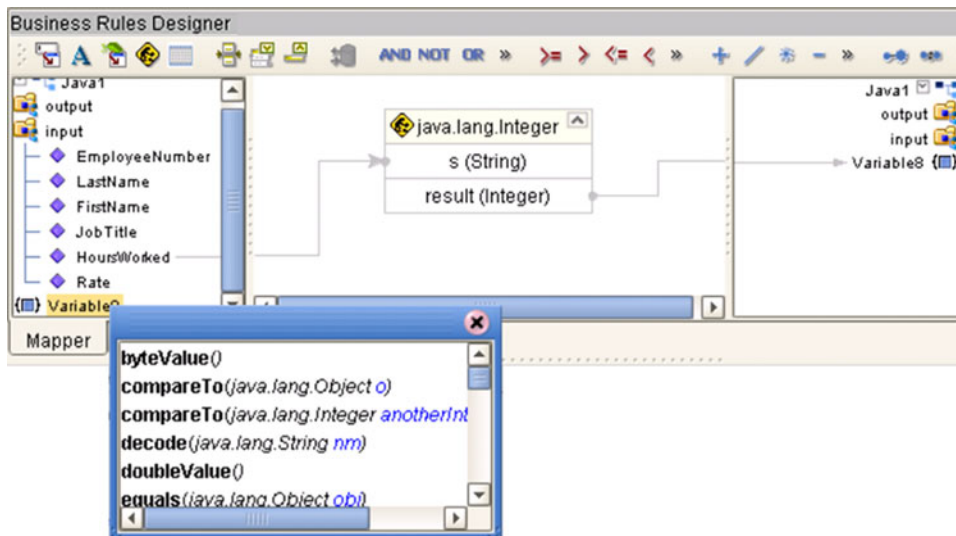 Business Rules Designer
A AND NOT OR » >= > <= < » + / * - »
Java1
output
input
EmployeeNumber
LastName
FirstName
JobTitle
HoursWorked
Rate
java.lang.Integer
s (String)
result (Integer)
Java1
output
input
Variable8
Mapper
byteValue()
compareTo(java.lang.Object o)
compareTo(java.lang.Integer anotherInt
decode(java.lang.String nm)
doubleValue()
equals(java.lang.Object obj)